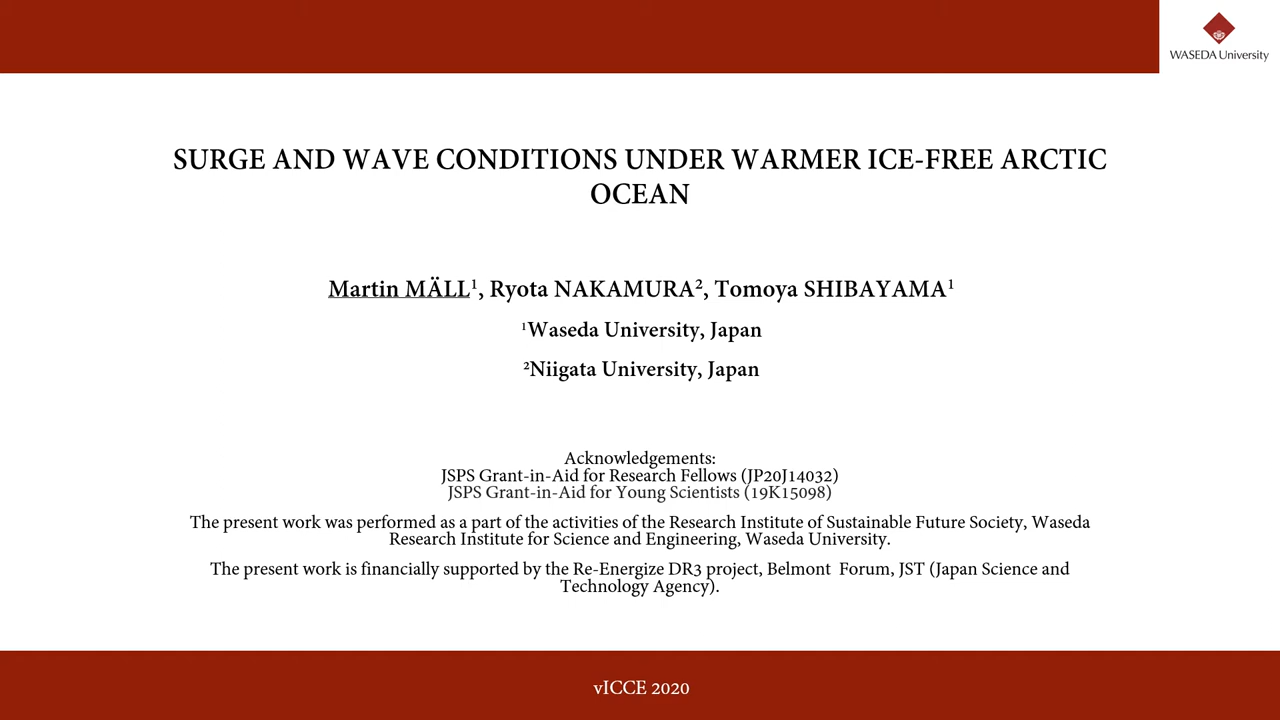 WASEDA University
SURGE AND WAVE CONDITIONS UNDER WARMER ICE-FREE ARCTIC
OCEAN
Martin MÄLL¹, Ryota NAKAMURA², Tomoya SHIBAYAMA¹
¹Waseda University, Japan
²Niigata University, Japan
Acknowledgements:
JSPS Grant-in-Aid for Research Fellows (JP20J14032)
JSPS Grant-in-Aid for Young Scientists (19K15098)
The present work was performed as a part of the activities of the Research Institute of Sustainable Future Society, Waseda
Research Institute for Science and Engineering, Waseda University.
The present work is financially supported by the Re-Energize DR3 project, Belmont Forum, JST (Japan Science and
Technology Agency).
vICCE 2020